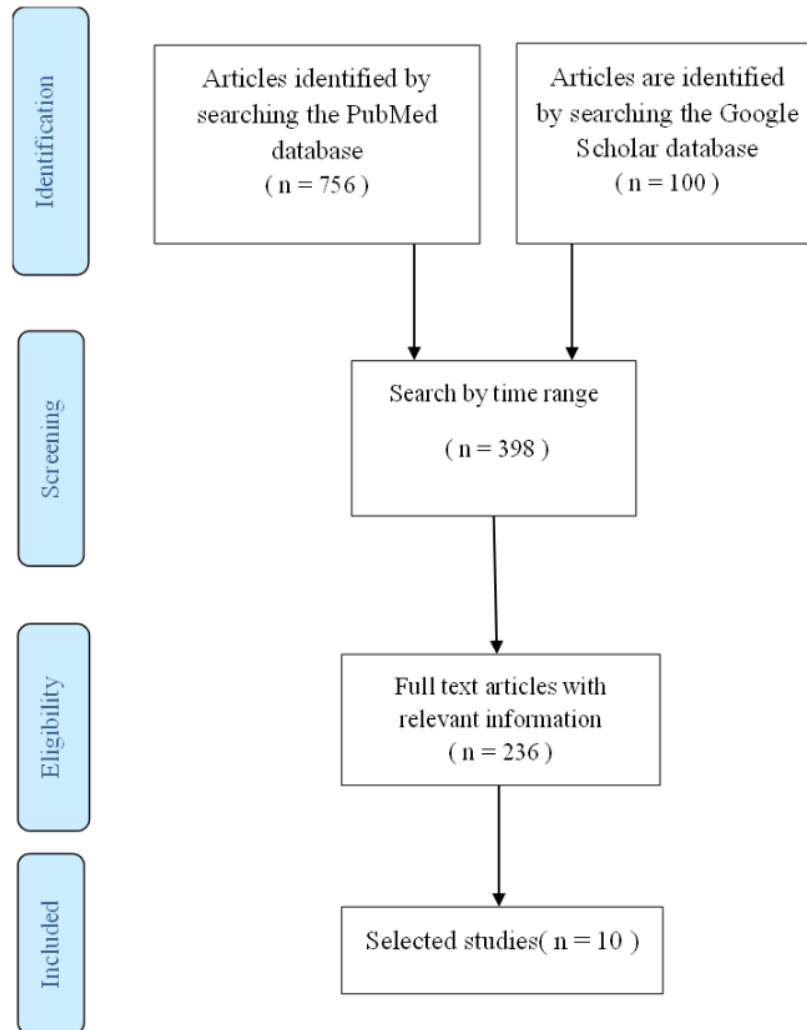 Identification
Articles identified by
searching the PubMed
database
( n = 756 )
Articles are identified
by searching the Google
Scholar database
( n = 100 )
Screening
Search by time range
( n = 398 )
Eligibility
Full text articles with
relevant information
( n = 236 )
Included
Selected studies( n = 10 )